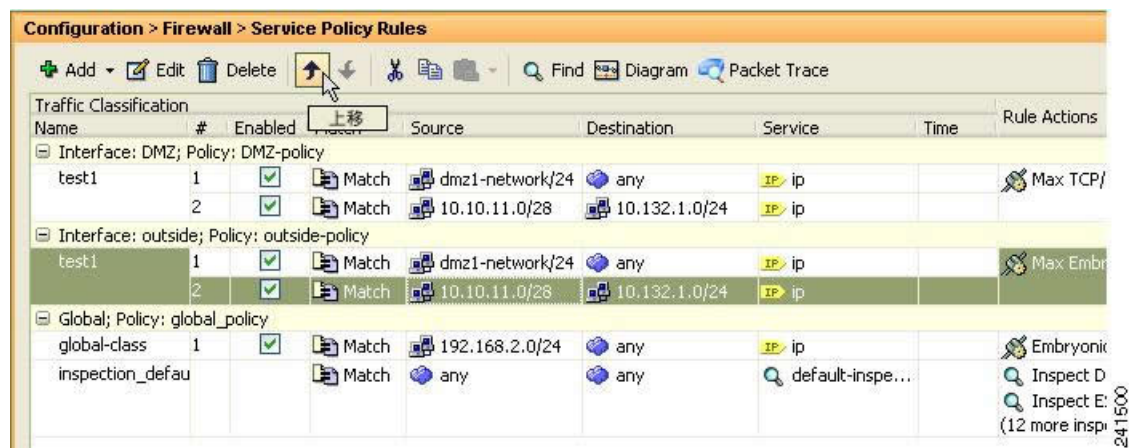 Configuration > Firewall > Service Policy Rules
Add Edit Delete Find Diagram Packet Trace
上移
Traffic Classification
Name # Enabled Source Destination Service Time Rule Actions
Interface: DMZ; Policy: DMZ-policy
test1 1 Match dmz1-network/24 any IP ip Max TCP/
2 Match 10.10.11.0/28 10.132.1.0/24 IP ip
Interface: outside; Policy: outside-policy
test1 1 Match dmz1-network/24 any IP ip Max Embr
2 Match 10.10.11.0/28 10.132.1.0/24 IP ip
Global; Policy: global_policy
global-class 1 Match 192.168.2.0/24 any IP ip Embryonic
inspection_defau Match any any default-inspe... Inspect D
Inspect E
(12 more insp
241500